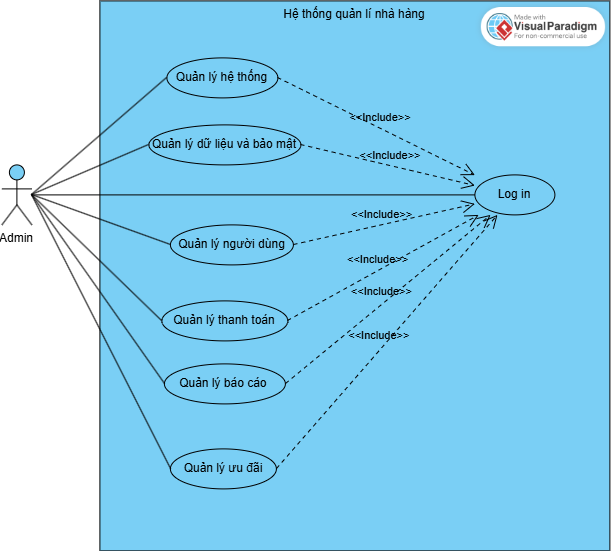 Hệ thống quản lí nhà hàng
Made with
Visual Paradigm
For non-commercial use
Quản lý hệ thống
<<Include>>
Quản lý dữ liệu và bảo mật
<<Include>>
Log in
Admin
<<Include>>
Quản lý người dùng
<<Include>>
<<Include>>
Quản lý thanh toán
<<Include>>
Quản lý báo cáo
Quản lý ưu đãi